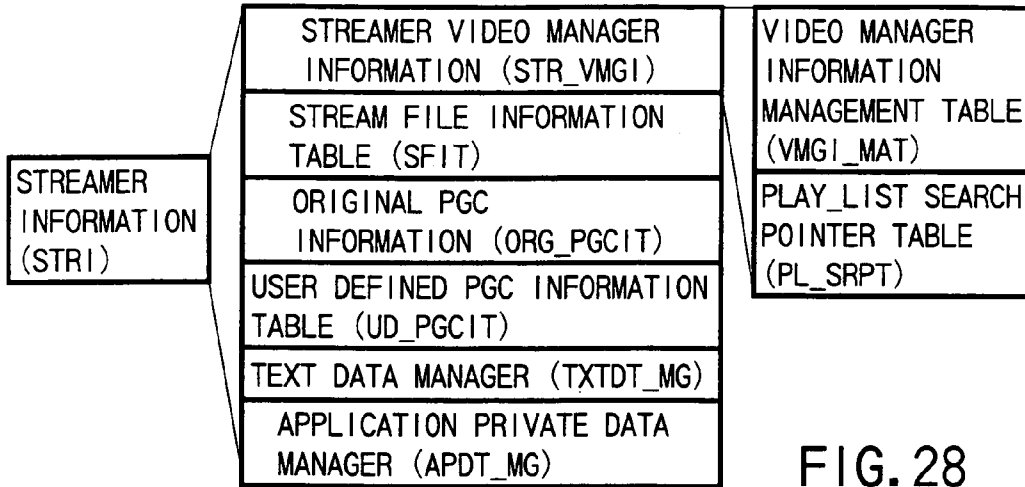 STREAMER
INFORMATION
(STRI)
STREAMER VIDEO MANAGER
INFORMATION (STR_VMGI)
STREAM FILE INFORMATION
TABLE (SFIT)
ORIGINAL PGC
INFORMATION (ORG_PGCIT)
USER DEFINED PGC INFORMATION
TABLE (UD_PGCIT)
TEXT DATA MANAGER (TXTDT_MG)
APPLICATION PRIVATE DATA
MANAGER (APDT_MG)
VIDEO MANAGER
INFORMATION
MANAGEMENT TABLE
(VMGI_MAT)
PLAY_LIST SEARCH
POINTER TABLE
(PL_SRPT)
FIG. 28